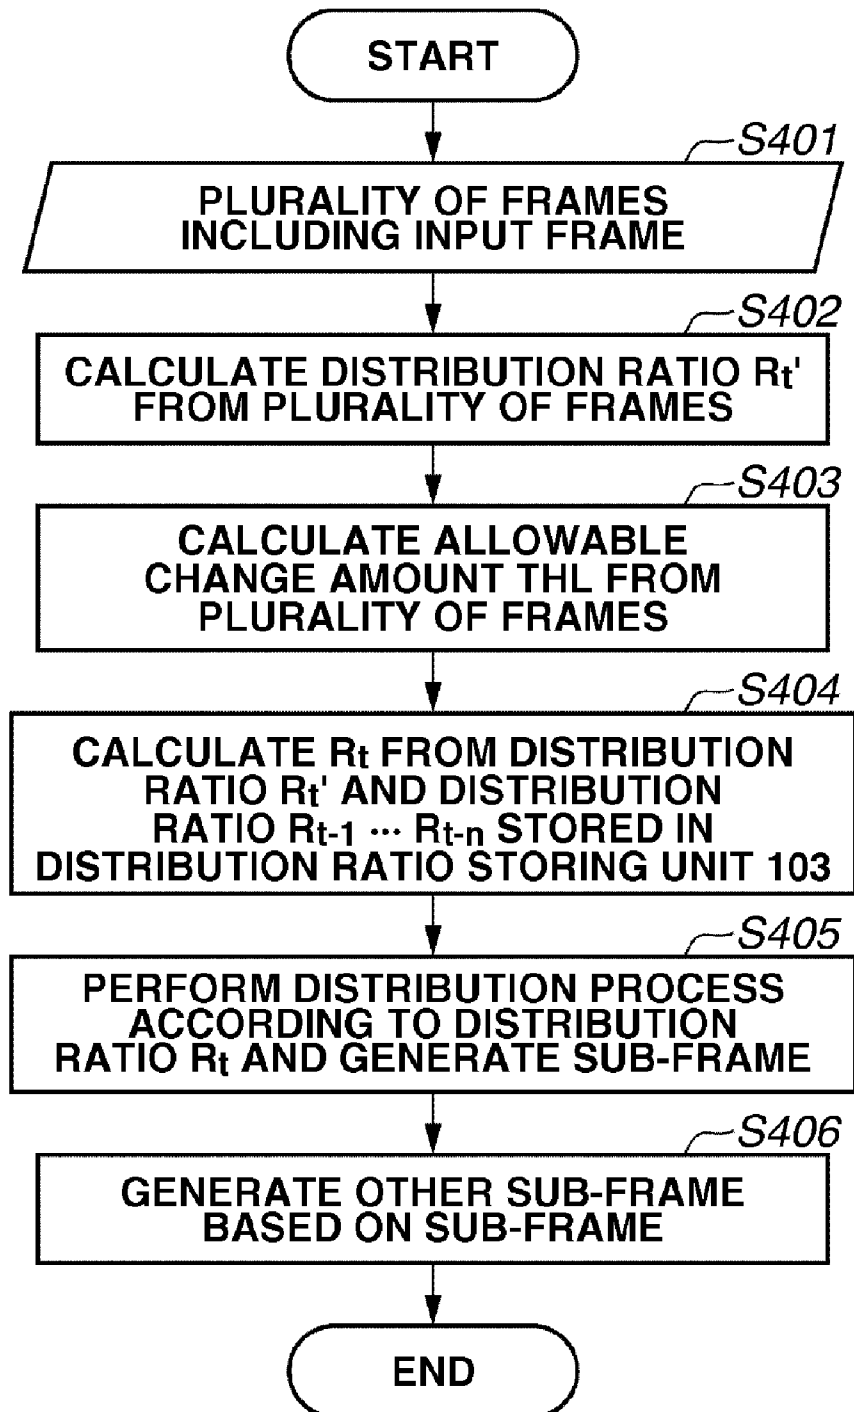 START
S401
PLURALITY OF FRAMES
INCLUDING INPUT FRAME
S402
CALCULATE DISTRIBUTION RATIO Rt'
FROM PLURALITY OF FRAMES
S403
CALCULATE ALLOWABLE
CHANGE AMOUNT THL FROM
PLURALITY OF FRAMES
S404
CALCULATE Rt FROM DISTRIBUTION
RATIO Rt' AND DISTRIBUTION
RATIO Rt-1 ··· Rt-n STORED IN
DISTRIBUTION RATIO STORING UNIT 103
S405
PERFORM DISTRIBUTION PROCESS
ACCORDING TO DISTRIBUTION
RATIO Rt AND GENERATE SUB-FRAME
S406
GENERATE OTHER SUB-FRAME
BASED ON SUB-FRAME
END